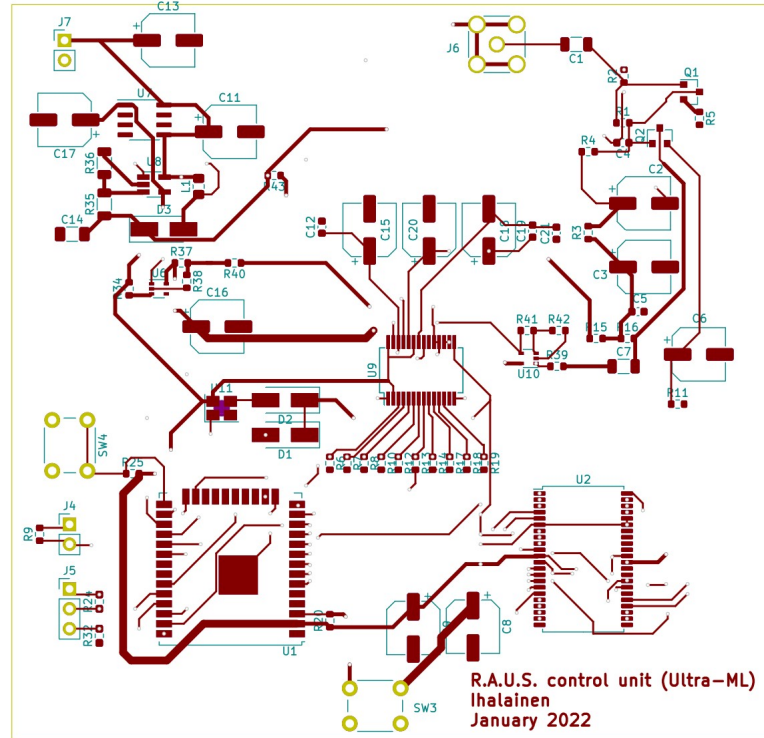 C13
J7
J6
C1
R2
Q1
U7
C11
R1
R5
C17
C4
Q2
R36
U8
R4
C2
L1
R43
R35
D3
C14
C12
C15
C20
C18
C19
C21
R3
R37
U6
R38
R40
C3
R34
C16
C5
R41
R42
R15
R16
C6
U9
R39
U10
C7
U11
D2
R11
D1
SW4
R25
R6
R7
R8
R10
R12
R13
R14
R17
R18
R19
U2
J4
R9
J5
R24
R32
R20
C8
U1
SW3
R.A.U.S. control unit (Ultra-ML)
Ihalainen
January 2022